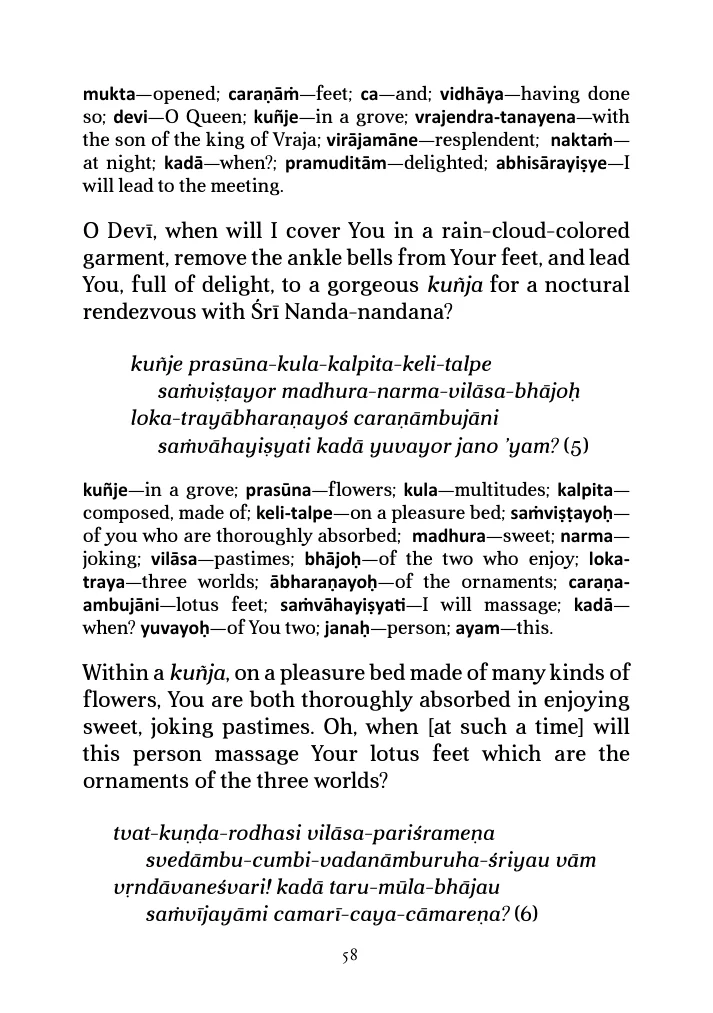 mukta—opened; caraṇāṁ—feet; ca—and; vidhāya—having done
so; devi—O Queen; kuñje—in a grove; vrajendra-tanayena—with
the son of the king of Vraja; virājamāne—resplendent; naktaṁ—
at night; kadā—when?; pramuditām—delighted; abhisārayiṣye—I
will lead to the meeting.
O Devī, when will I cover You in a rain-cloud-colored
garment, remove the ankle bells from Your feet, and lead
You, full of delight, to a gorgeous kuñja for a noctural
rendezvous with Śrī Nanda-nandana?
kuñje prasūna-kula-kalpita-keli-talpe
saṁviṣṭayor madhura-narma-vilāsa-bhājoḥ
loka-trayābharaṇayoś caraṇāmbujāni
saṁvāhayiṣyati kadā yuvayor jano ’yam? (5)
kuñje—in a grove; prasūna—flowers; kula—multitudes; kalpita—
composed, made of; keli-talpe—on a pleasure bed; saṁviṣṭayoḥ—
of you who are thoroughly absorbed; madhura—sweet; narma—
joking; vilāsa—pastimes; bhājoḥ—of the two who enjoy; loka-
traya—three worlds; ābharaṇayoḥ—of the ornaments; caraṇa-
ambujāni—lotus feet; saṁvāhayiṣyati—I will massage; kadā—
when? yuvayoḥ—of You two; janaḥ—person; ayam—this.
Within a kuñja, on a pleasure bed made of many kinds of
flowers, You are both thoroughly absorbed in enjoying
sweet, joking pastimes. Oh, when [at such a time] will
this person massage Your lotus feet which are the
ornaments of the three worlds?
tvat-kuṇḍa-rodhasi vilāsa-pariśrameṇa
svedāmbu-cumbi-vadanāmburuha-śriyau vām
vṛndāvaneśvari! kadā taru-mūla-bhājau
saṁvījayāmi camarī-caya-cāmareṇa? (6)
58